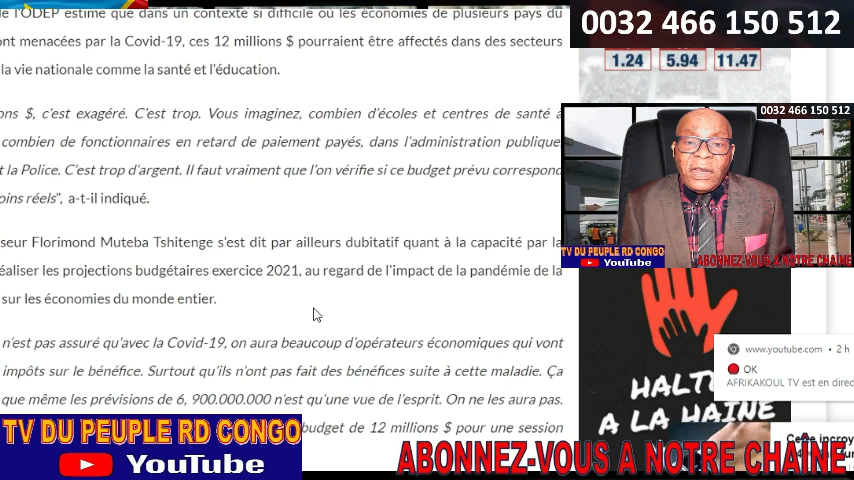 de l'ODEP estime que dans un contexte si difficile où les économies de plusieurs pays du
ont menacées par la Covid-19, ces 12 millions $ pourraient être affectés dans des secteurs
la vie nationale comme la santé et l'éducation.
ons $, c'est exagéré. C'est trop. Vous imaginez, combien d'écoles et centres de santé à
combien de fonctionnaires en retard de paiement payés, dans l'administration publique
t la Police. C'est trop d'argent. Il faut vraiment que l'on vérifie si ce budget prévu correspond
oins réels", a-t-il indiqué.
seur Florimond Muteba Tshitenge s'est dit par ailleurs dubitatif quant à la capacité par la
éaliser les projections budgétaires exercice 2021, au regard de l'impact de la pandémie de la
sur les économies du monde entier.
n'est pas assuré qu'avec la Covid-19, on aura beaucoup d'opérateurs économiques qui vont
impôts sur le bénéfice. Surtout qu'ils n'ont pas fait des bénéfices suite à cette maladie. Ça
que même les prévisions de 6, 900.000.000 n'est qu'une vue de l'esprit. On ne les aura pas.
budget de 12 millions $ pour une session
0032 466 150 512
1.24 5.94 11.47
0032 466 150 512
TV DU PEUPLE RD CONGO
YouTube
ABONNEZ-VOUS A NOTRE CHAINE
www.youtube.com • 2 h
OK
AFRIKAKOUL TV est en direc
A LA HAINE
TV DU PEUPLE RD CONGO
YouTube
ABONNEZ-VOUS A NOTRE CHAINE